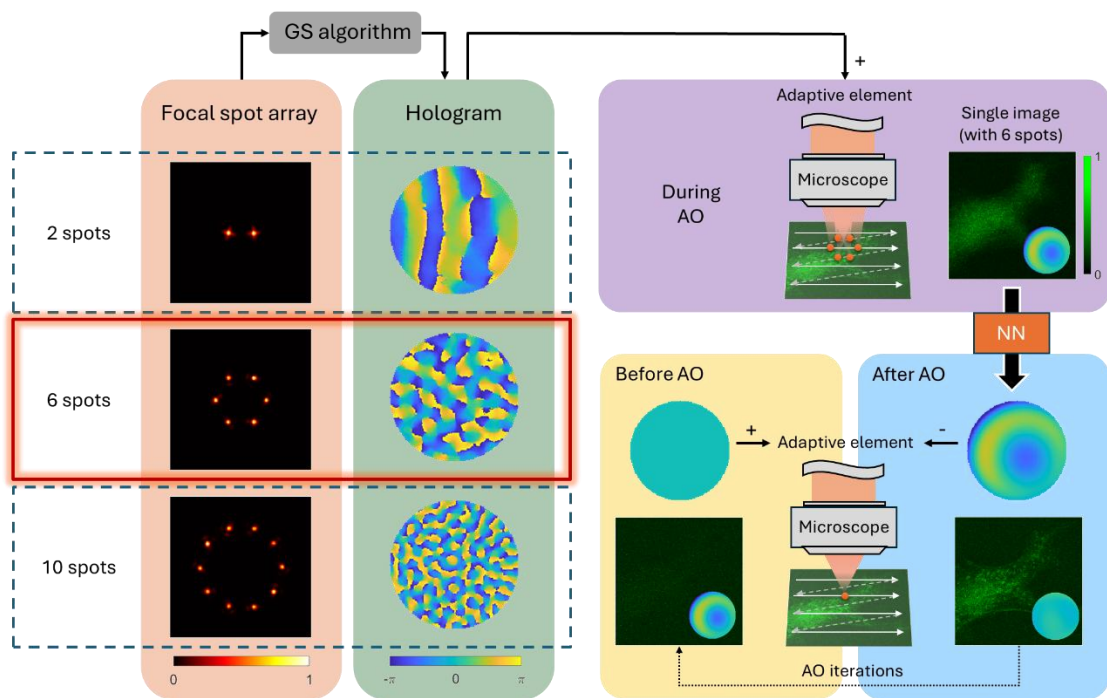 GS algorithm
Focal spot array
Hologram
2 spots
6 spots
10 spots
0
1
-π
0
π
+
Adaptive element
Microscope
During
AO
Single image
(with 6 spots)
1
0
NN
Before AO
After AO
+
Adaptive element
-
Microscope
AO iterations